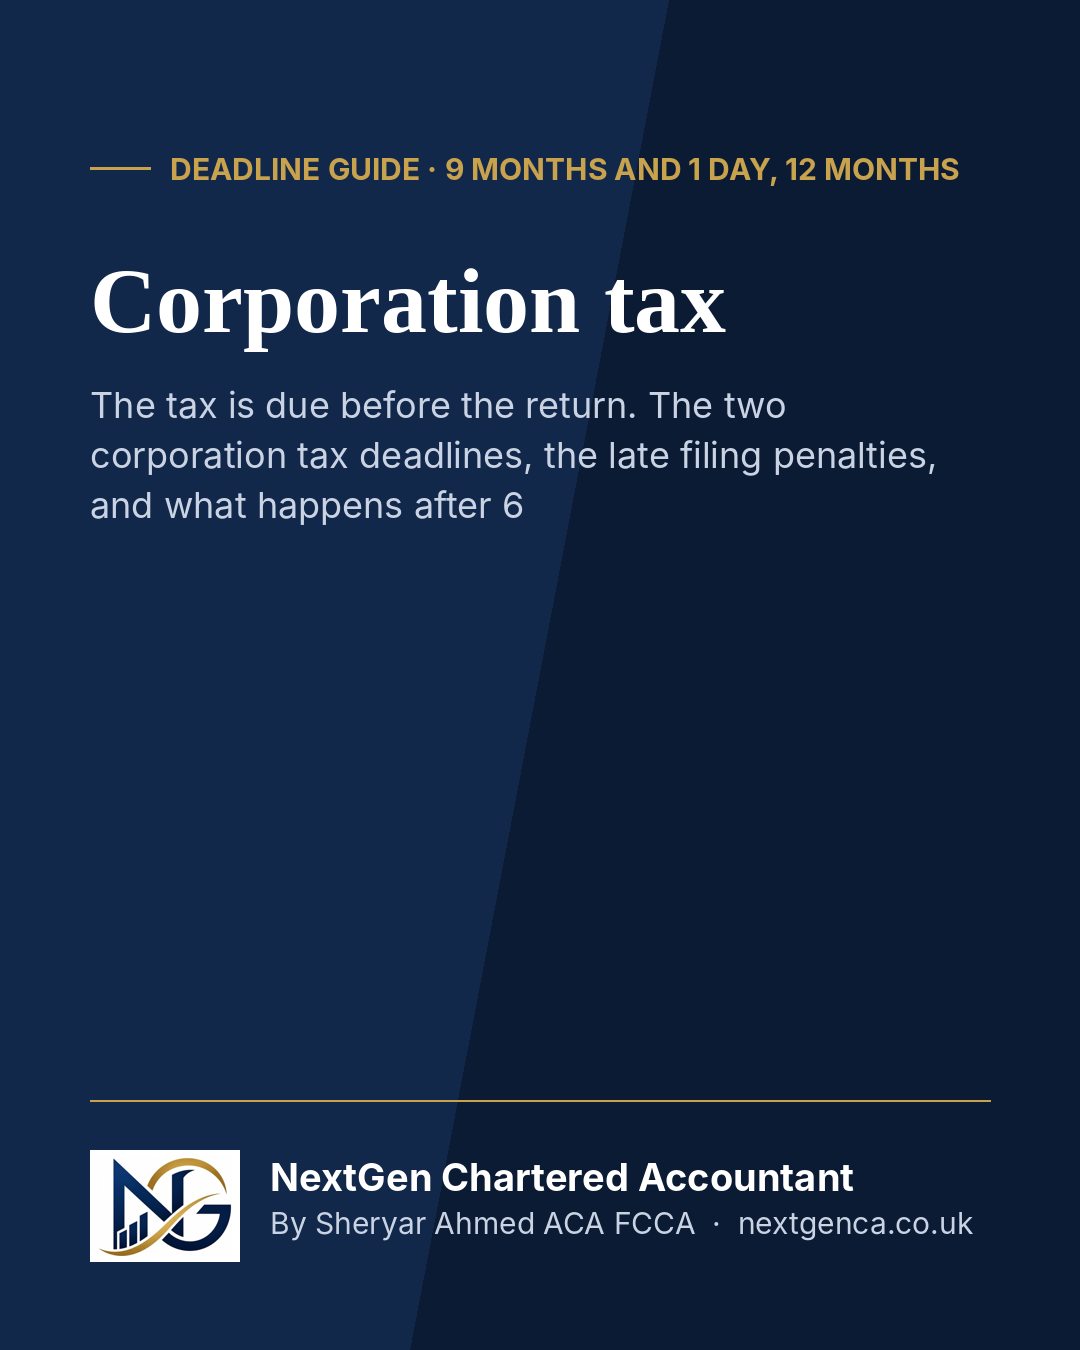 DEADLINE GUIDE · 9 MONTHS AND 1 DAY, 12 MONTHS
Corporation tax
The tax is due before the return. The two
corporation tax deadlines, the late filing penalties,
and what happens after 6
NG
NextGen Chartered Accountant
By Sheryar Ahmed ACA FCCA · nextgenca.co.uk